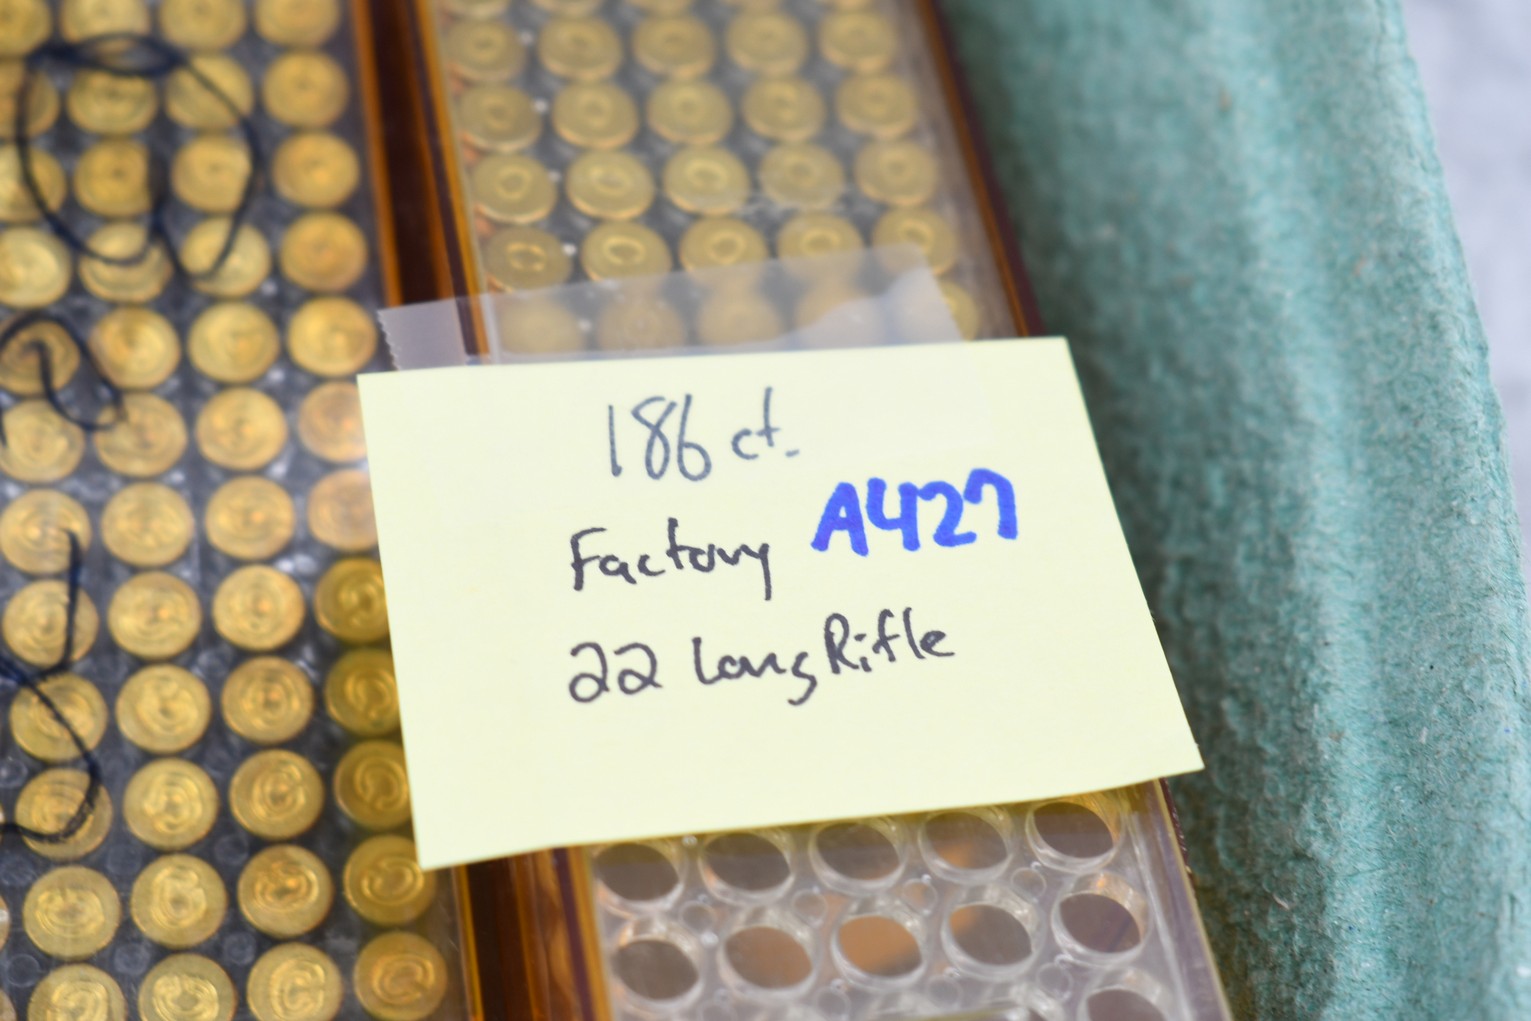 186 ct.
Factory A427
22 Long Rifle